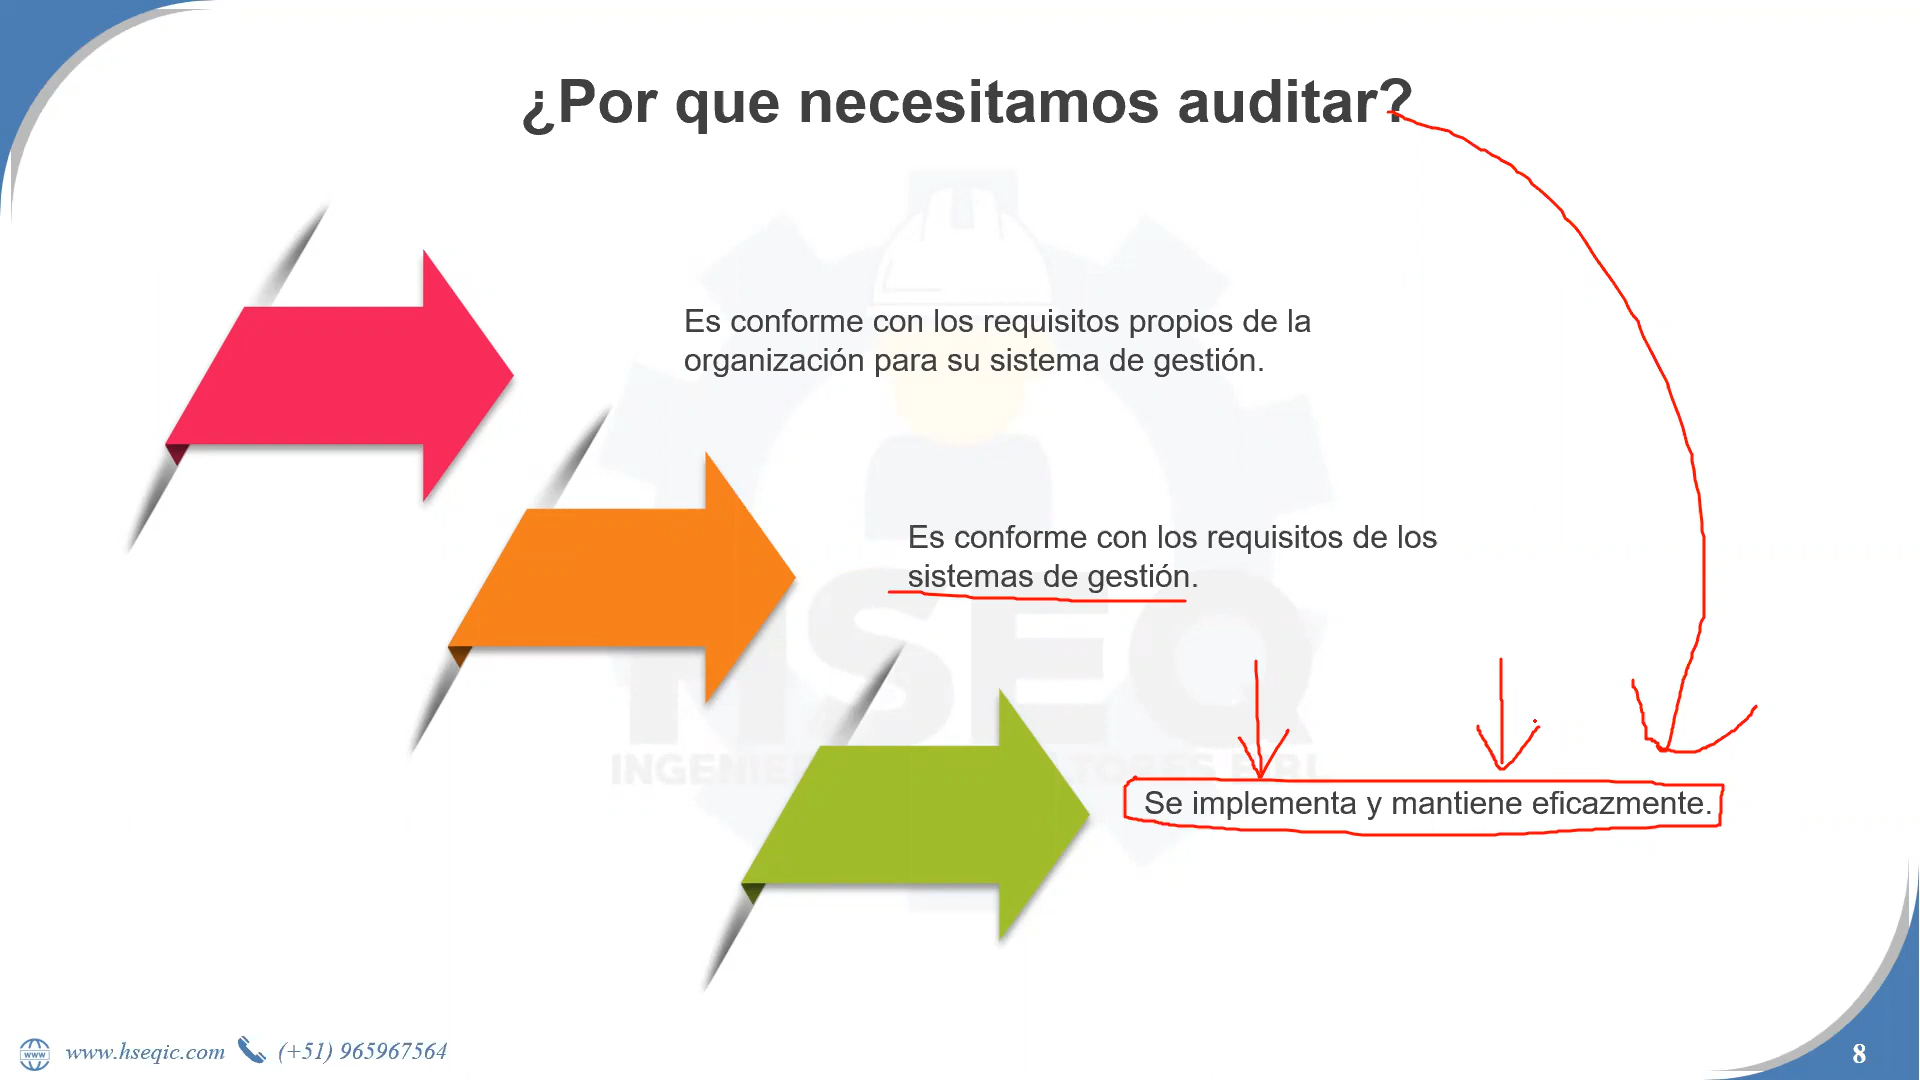 ¿Por que necesitamos auditar?
Es conforme con los requisitos propios de la
organización para su sistema de gestión.
Es conforme con los requisitos de los
sistemas de gestión.
HSEQ
Se implementa y mantiene eficazmente.
www
www.hseqic.com
(+51) 965967564
8